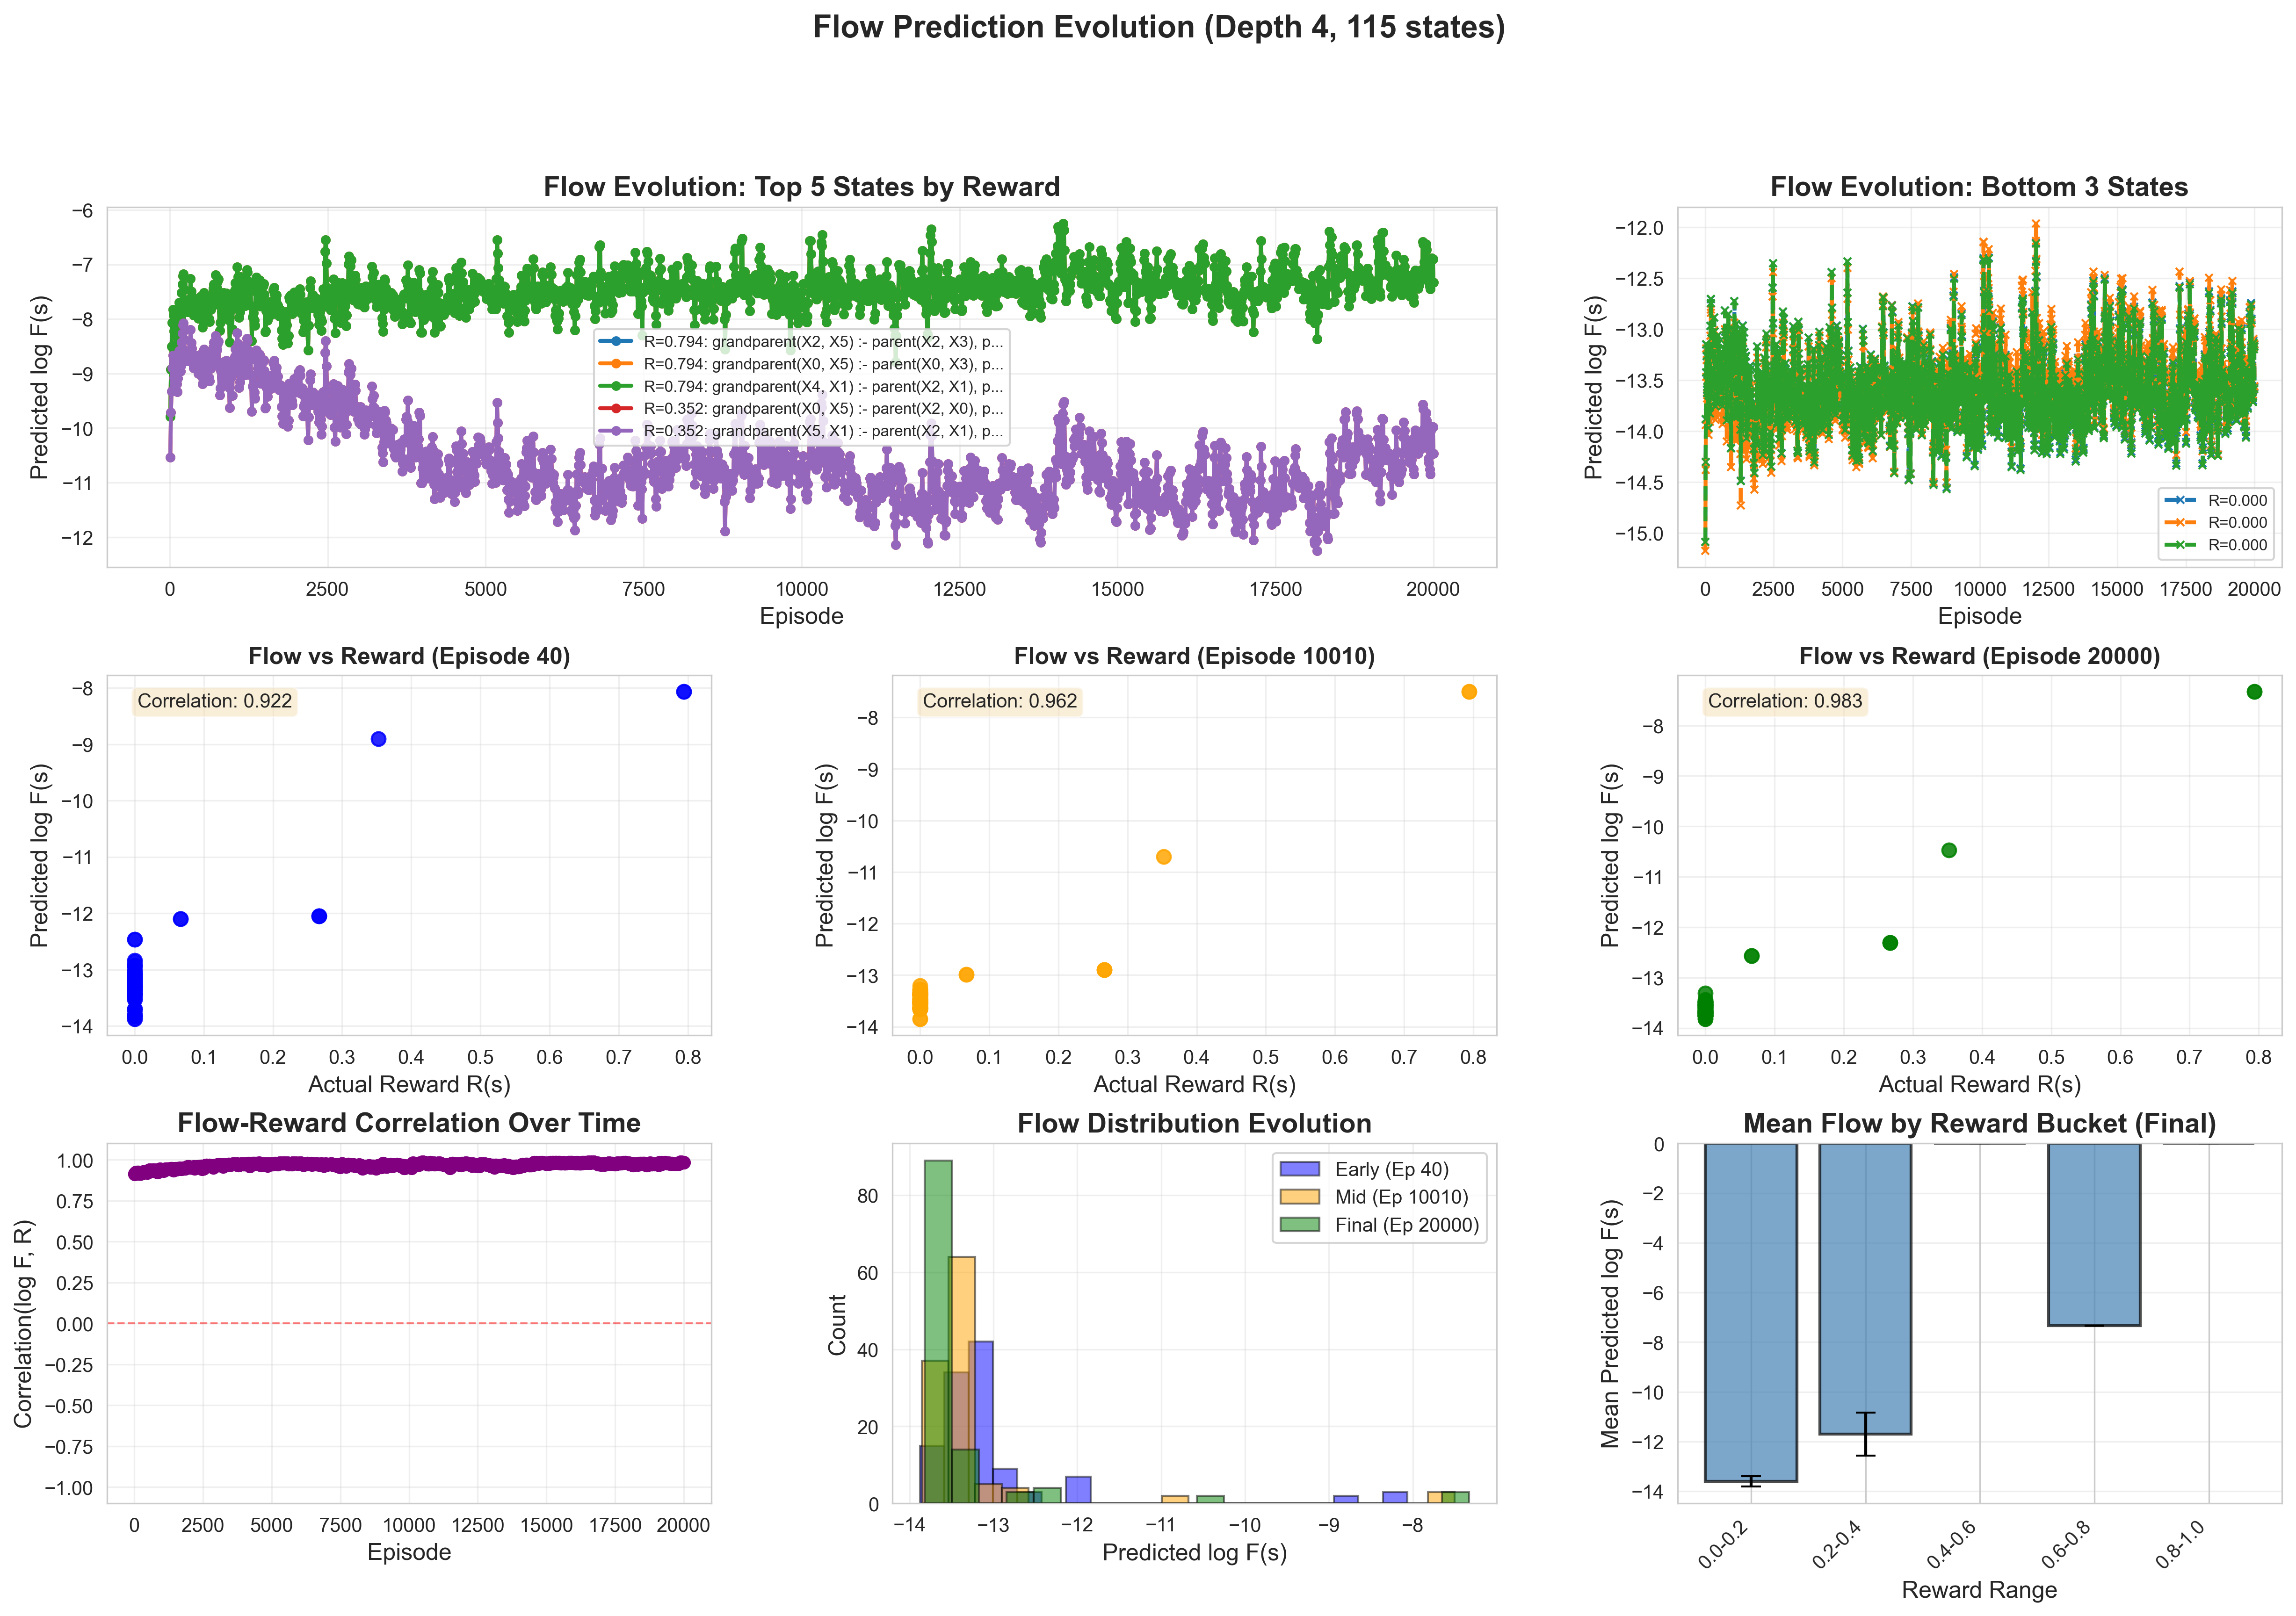 Flow Prediction Evolution (Depth 4, 115 states)
Flow Evolution: Top 5 States by Reward
Predicted log F(s)
−6
−7
−8
−9
−10
−11
−12
R=0.794: grandparent(X2, X5) :- parent(X2, X3), p...
R=0.794: grandparent(X0, X5) :- parent(X0, X3), p...
R=0.794: grandparent(X4, X1) :- parent(X2, X1), p...
R=0.352: grandparent(X0, X5) :- parent(X2, X0), p...
R=0.352: grandparent(X5, X1) :- parent(X2, X1), p...
0 2500 5000 7500 10000 12500 15000 17500 20000
Episode
Flow Evolution: Bottom 3 States
Predicted log F(s)
−12.0
−12.5
−13.0
−13.5
−14.0
−14.5
−15.0
R=0.000
R=0.000
R=0.000
0 2500 5000 7500 10000 12500 15000 17500 20000
Episode
Flow vs Reward (Episode 40)
Correlation: 0.922
Predicted log F(s)
−8
−9
−10
−11
−12
−13
−14
0.0 0.1 0.2 0.3 0.4 0.5 0.6 0.7 0.8
Actual Reward R(s)
Flow vs Reward (Episode 10010)
Correlation: 0.962
Predicted log F(s)
−8
−9
−10
−11
−12
−13
−14
0.0 0.1 0.2 0.3 0.4 0.5 0.6 0.7 0.8
Actual Reward R(s)
Flow vs Reward (Episode 20000)
Correlation: 0.983
Predicted log F(s)
−8
−9
−10
−11
−12
−13
−14
0.0 0.1 0.2 0.3 0.4 0.5 0.6 0.7 0.8
Actual Reward R(s)
Flow-Reward Correlation Over Time
Correlation(log F, R)
1.00
0.75
0.50
0.25
0.00
−0.25
−0.50
−0.75
−1.00
0 2500 5000 7500 10000 12500 15000 17500 20000
Episode
Flow Distribution Evolution
Early (Ep 40)
Mid (Ep 10010)
Final (Ep 20000)
Count
80
60
40
20
0
−14 −13 −12 −11 −10 −9 −8
Predicted log F(s)
Mean Flow by Reward Bucket (Final)
Mean Predicted log F(s)
0
−2
−4
−6
−8
−10
−12
−14
0.0-0.2 0.2-0.4 0.4-0.6 0.6-0.8 0.8-1.0
Reward Range